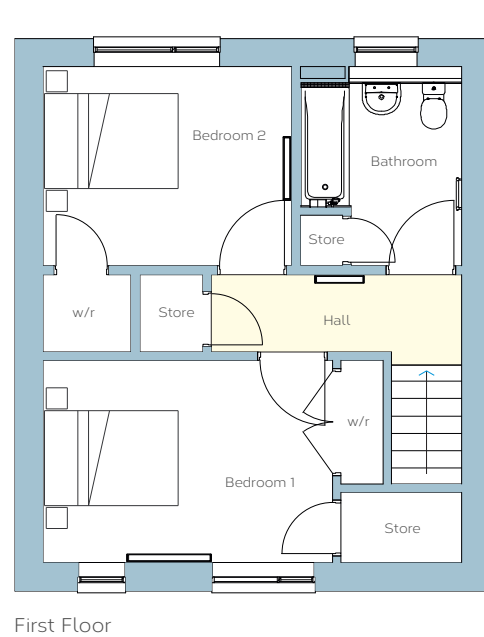 Bedroom 2
Bathroom
Store
w/r
Store
Hall
w/r
Bedroom 1
Store
First Floor